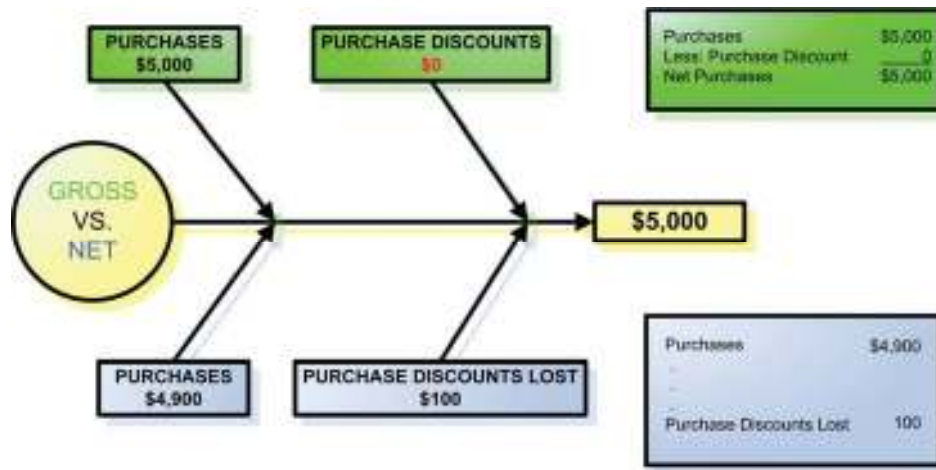 PURCHASES
$5,000
PURCHASE DISCOUNTS
$0
Purchases $5,000
Less: Purchase Discount 0
Net Purchases $5,000
GROSS
VS.
NET
$5,000
PURCHASES
$4,900
PURCHASE DISCOUNTS LOST
$100
Purchases $4,900
..
..
Purchase Discounts Lost 100